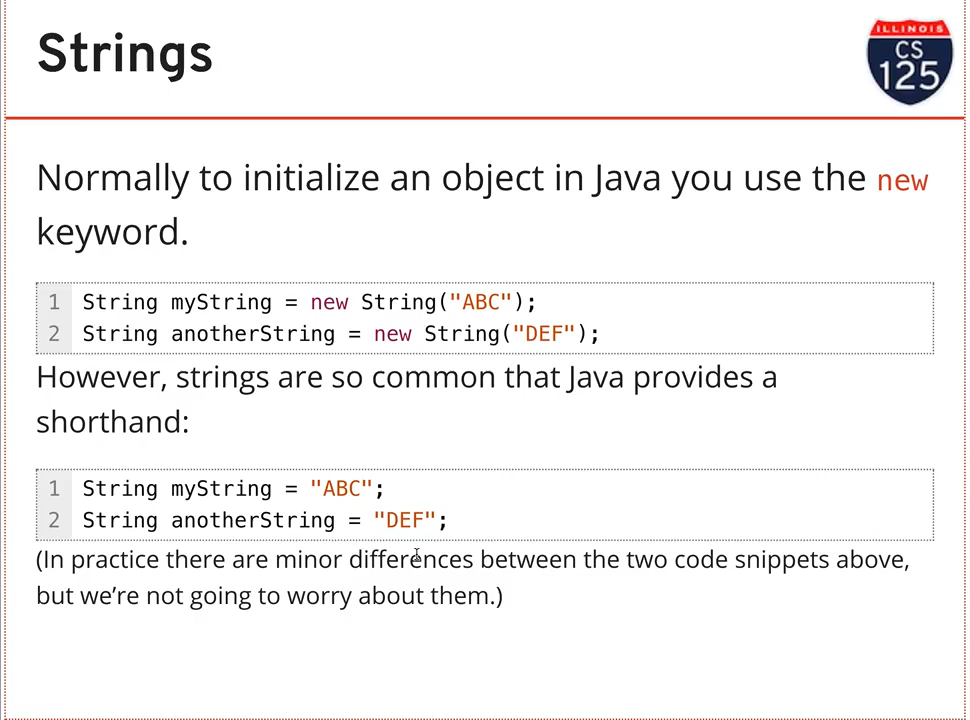 Strings
ILLINOIS
CS
125
Normally to initialize an object in Java you use the new
keyword.
1 String myString = new String("ABC");
2 String anotherString = new String("DEF");
However, strings are so common that Java provides a
shorthand:
1 String myString = "ABC";
2 String anotherString = "DEF";
(In practice there are minor differences between the two code snippets above,
but we’re not going to worry about them.)